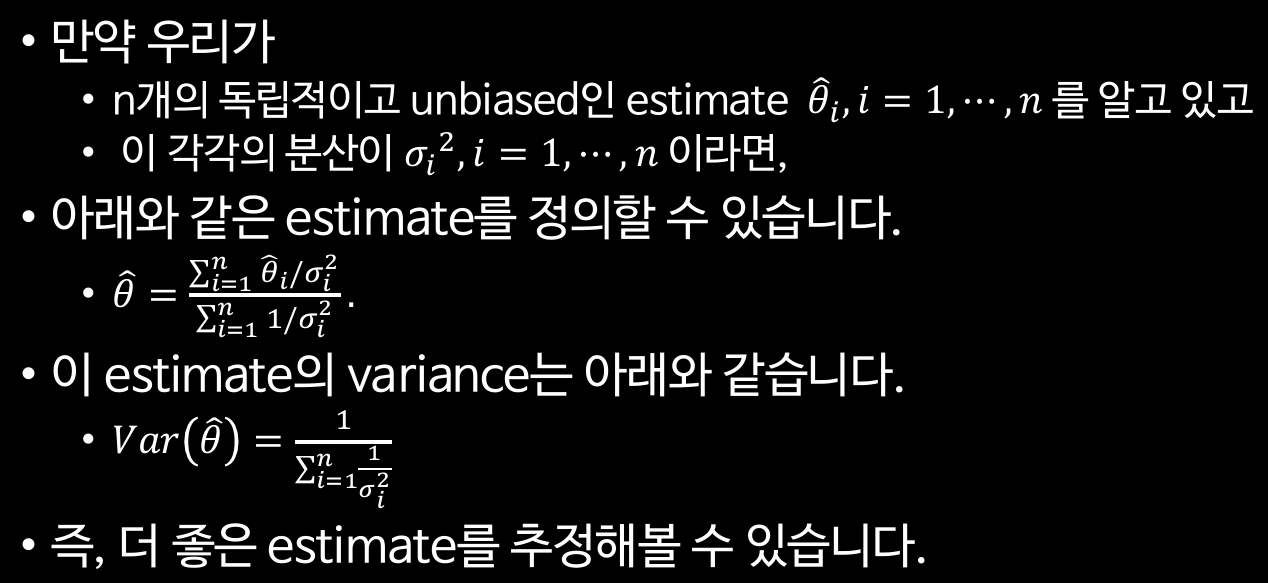 • 만약 우리가
• n개의 독립적이고 unbiased인 estimate $\hat{\theta}_i, i = 1, \cdots, n$ 를 알고 있고
• 이 각각의 분산이 $\sigma_i{}^2, i = 1, \cdots, n$ 이라면,
• 아래와 같은 estimate를 정의할 수 있습니다.
• $\hat{\theta} = \frac{\sum_{i=1}^{n} \hat{\theta}_i / \sigma_i^2}{\sum_{i=1}^{n} 1 / \sigma_i^2}.$
• 이 estimate의 variance는 아래와 같습니다.
• $Var(\hat{\theta}) = \frac{1}{\sum_{i=1}^{n} \frac{1}{\sigma_i^2}}$
• 즉, 더 좋은 estimate를 추정해볼 수 있습니다.